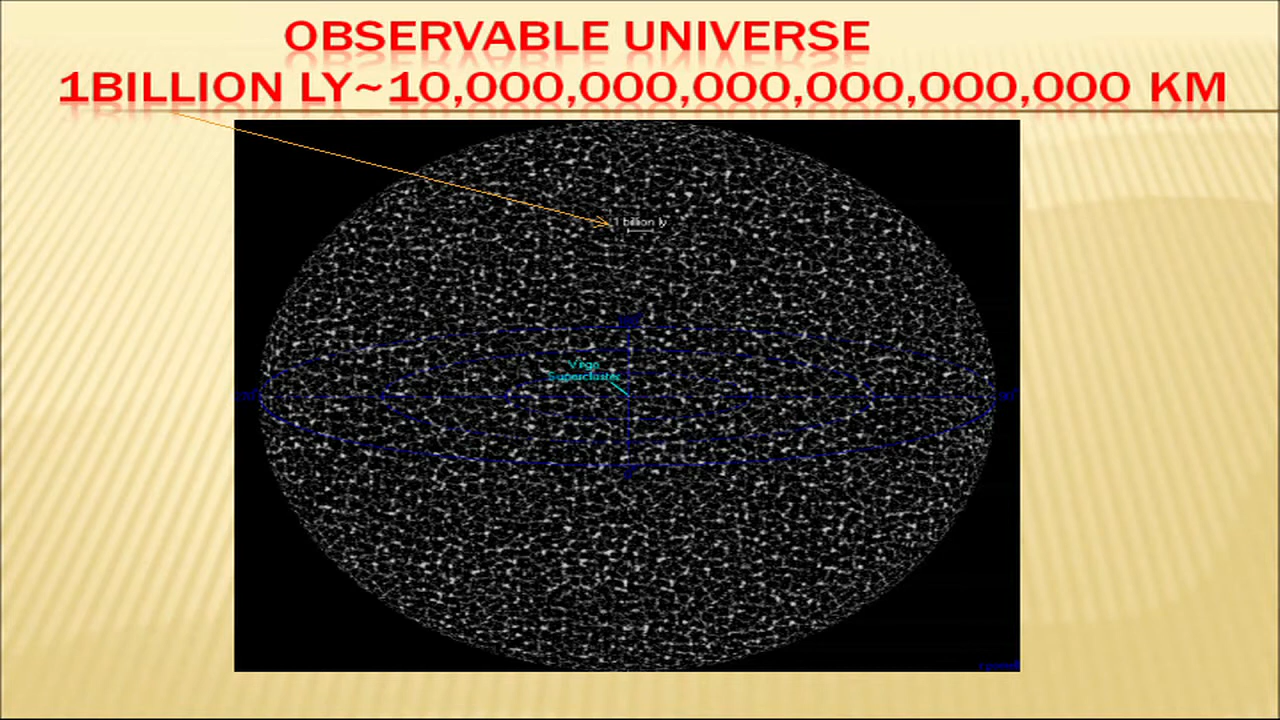 OBSERVABLE UNIVERSE
1BILLION LY~10,000,000,000,000,000,000 KM
1 billion ly
Virgo
Supercluster